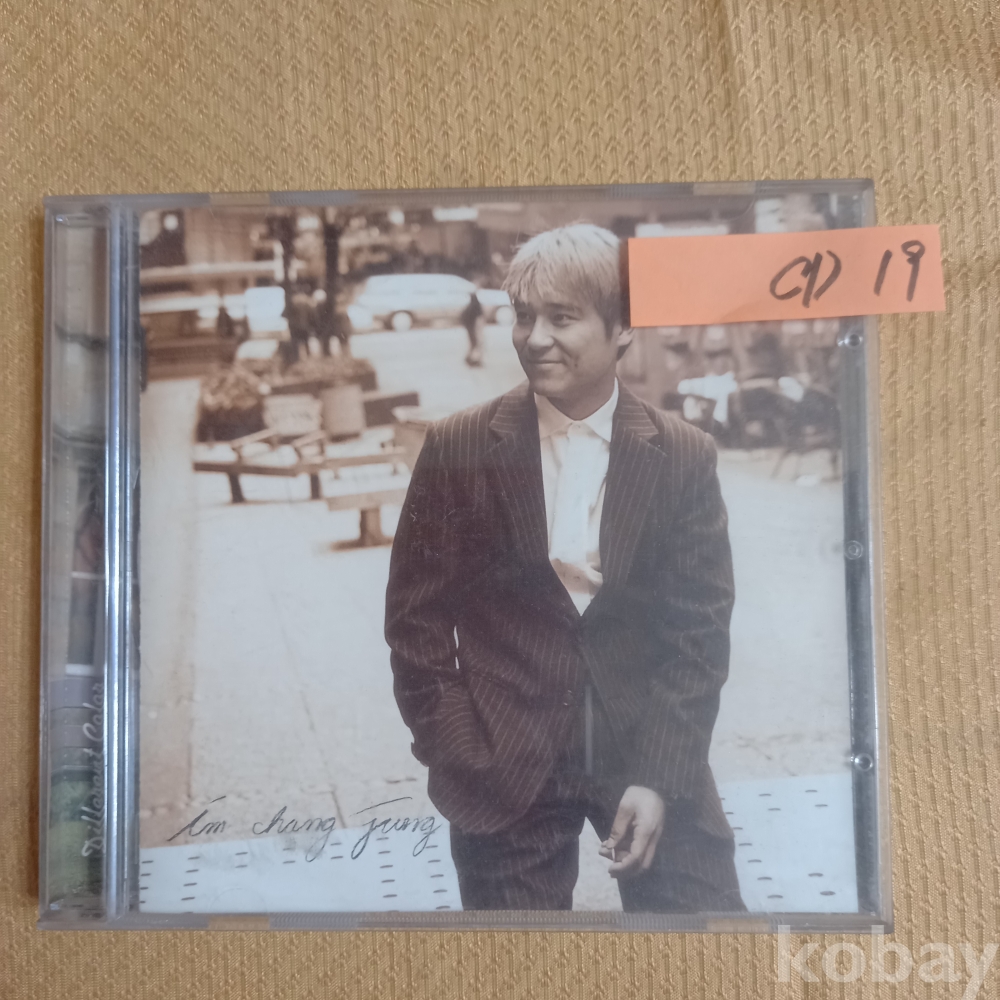 CD 19
im chang jung
Different Color
kobay